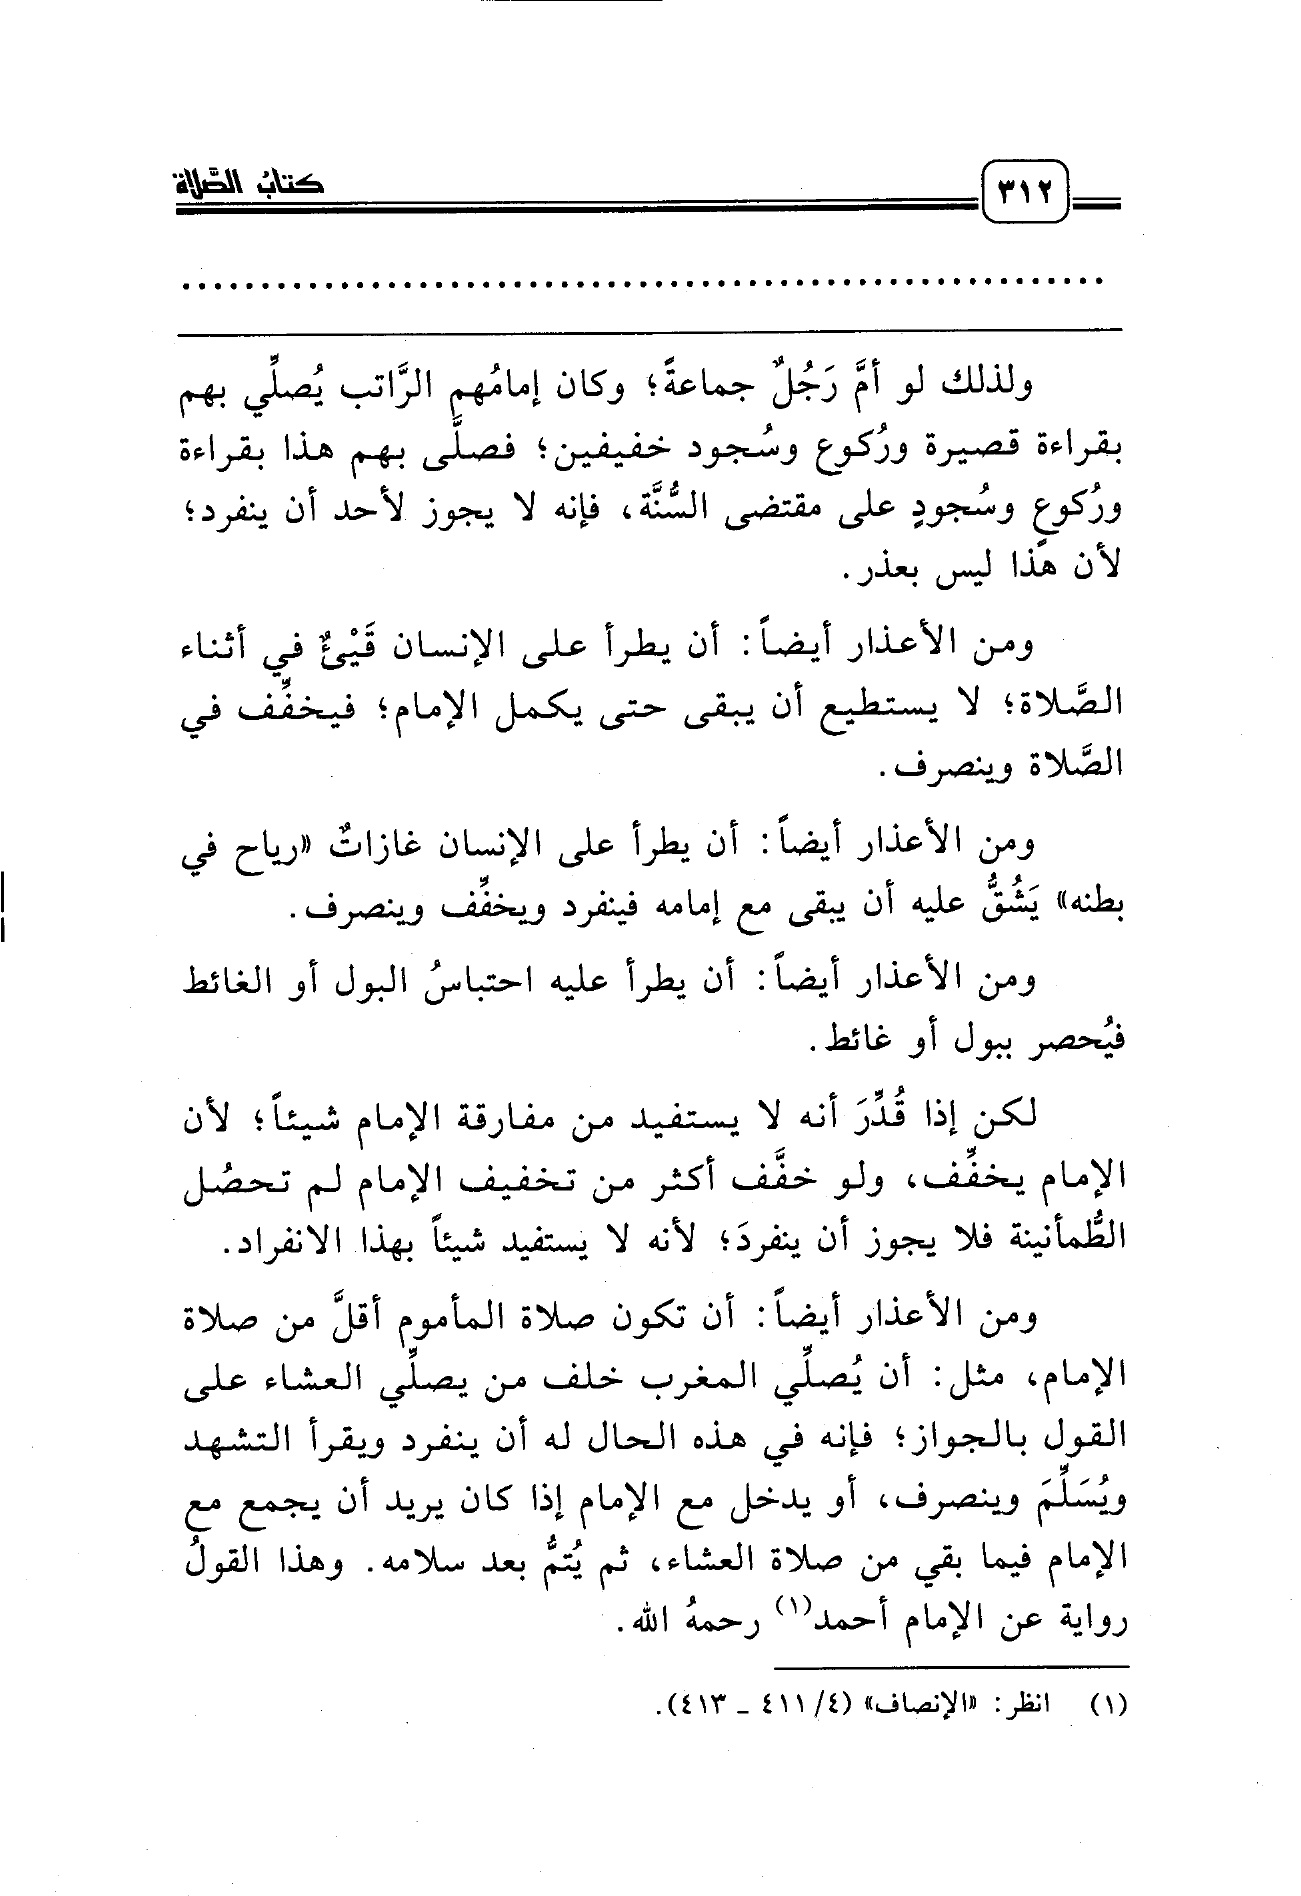 ٣١٢
كتابُ الصَّلاة
ولذلك لو أمَّ رَجُلٌ جماعةً؛ وكان إمامُهم الرَّاتب يُصلِّي بهم
بقراءة قصيرة ورُكوع وسُجود خفيفين؛ فصلَّى بهم هذا بقراءة
ورُكوعٍ وسُجودٍ على مقتضى السُّنَّة، فإنه لا يجوز لأحد أن ينفرد؛
لأن هذا ليس بعذر.
ومن الأعذار أيضاً: أن يطرأ على الإنسان قَيْئٌ في أثناء
الصَّلاة؛ لا يستطيع أن يبقى حتى يكمل الإمام؛ فيخفِّف في
الصَّلاة وينصرف.
ومن الأعذار أيضاً: أن يطرأ على الإنسان غازاتٌ «رياح في
بطنه» يَشُقُّ عليه أن يبقى مع إمامه فينفرد ويخفِّف وينصرف.
ومن الأعذار أيضاً: أن يطرأ عليه احتباسُ البول أو الغائط
فيُحصر ببول أو غائط.
لكن إذا قُدِّرَ أنه لا يستفيد من مفارقة الإمام شيئاً؛ لأن
الإمام يخفِّف، ولو خفَّف أكثر من تخفيف الإمام لم تحصُل
الطُّمأنينة فلا يجوز أن ينفردَ؛ لأنه لا يستفيد شيئاً بهذا الانفراد.
ومن الأعذار أيضاً: أن تكون صلاة المأموم أقلَّ من صلاة
الإمام، مثل: أن يُصلِّي المغرب خلف من يصلِّي العشاء على
القول بالجواز؛ فإنه في هذه الحال له أن ينفرد ويقرأ التشهد
ويُسَلِّمَ وينصرف، أو يدخل مع الإمام إذا كان يريد أن يجمع مع
الإمام فيما بقي من صلاة العشاء، ثم يُتمُّ بعد سلامه. وهذا القولُ
رواية عن الإمام أحمد(١) رحمهُ الله.
(١) انظر: «الإنصاف» (٤/ ٤١١ ـ ٤١٣).